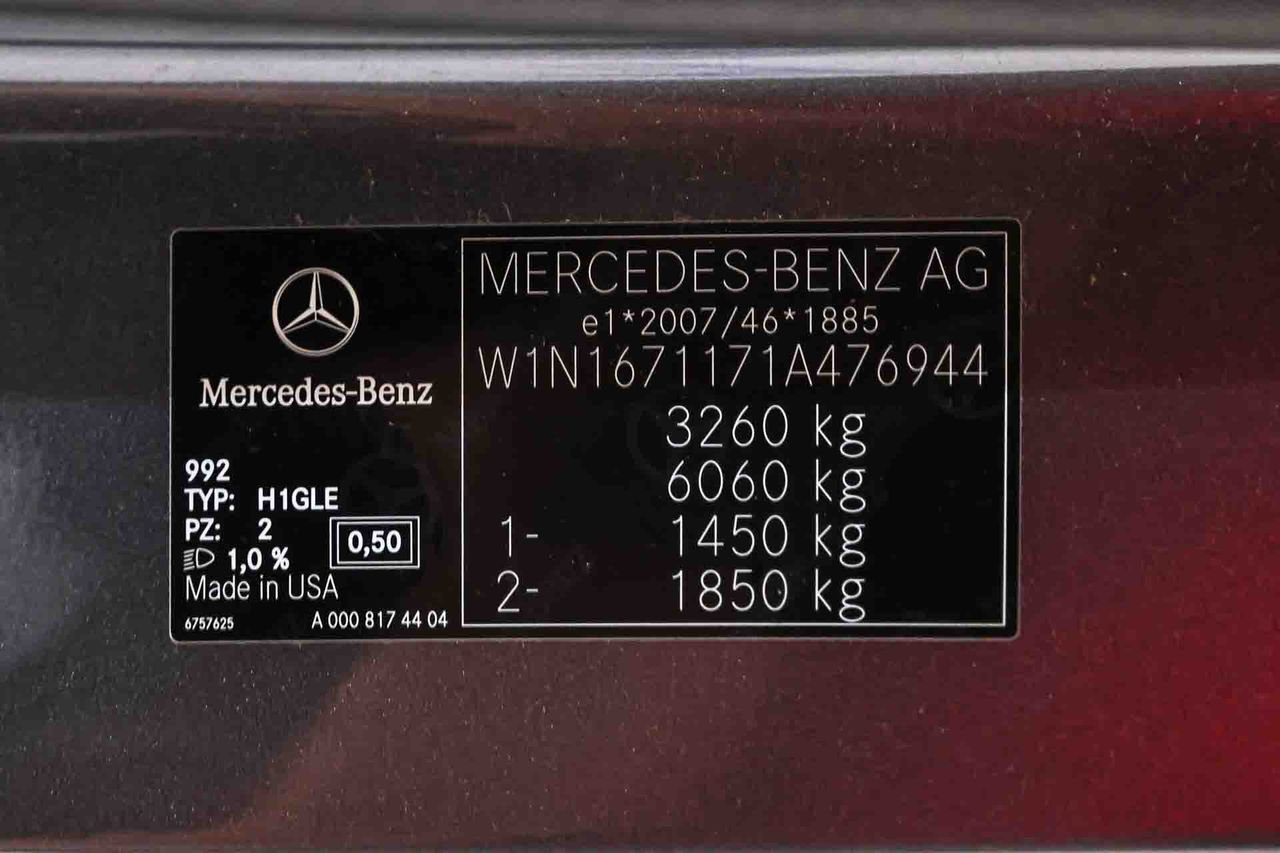 Mercedes-Benz
992
TYP: H1GLE
PZ: 2
1,0 %
0,50
Made in USA
6757625 A 000 817 44 04
MERCEDES-BENZ AG
e1*2007/46*1885
W1N1671171A476944
3260 kg
6060 kg
1- 1450 kg
2- 1850 kg